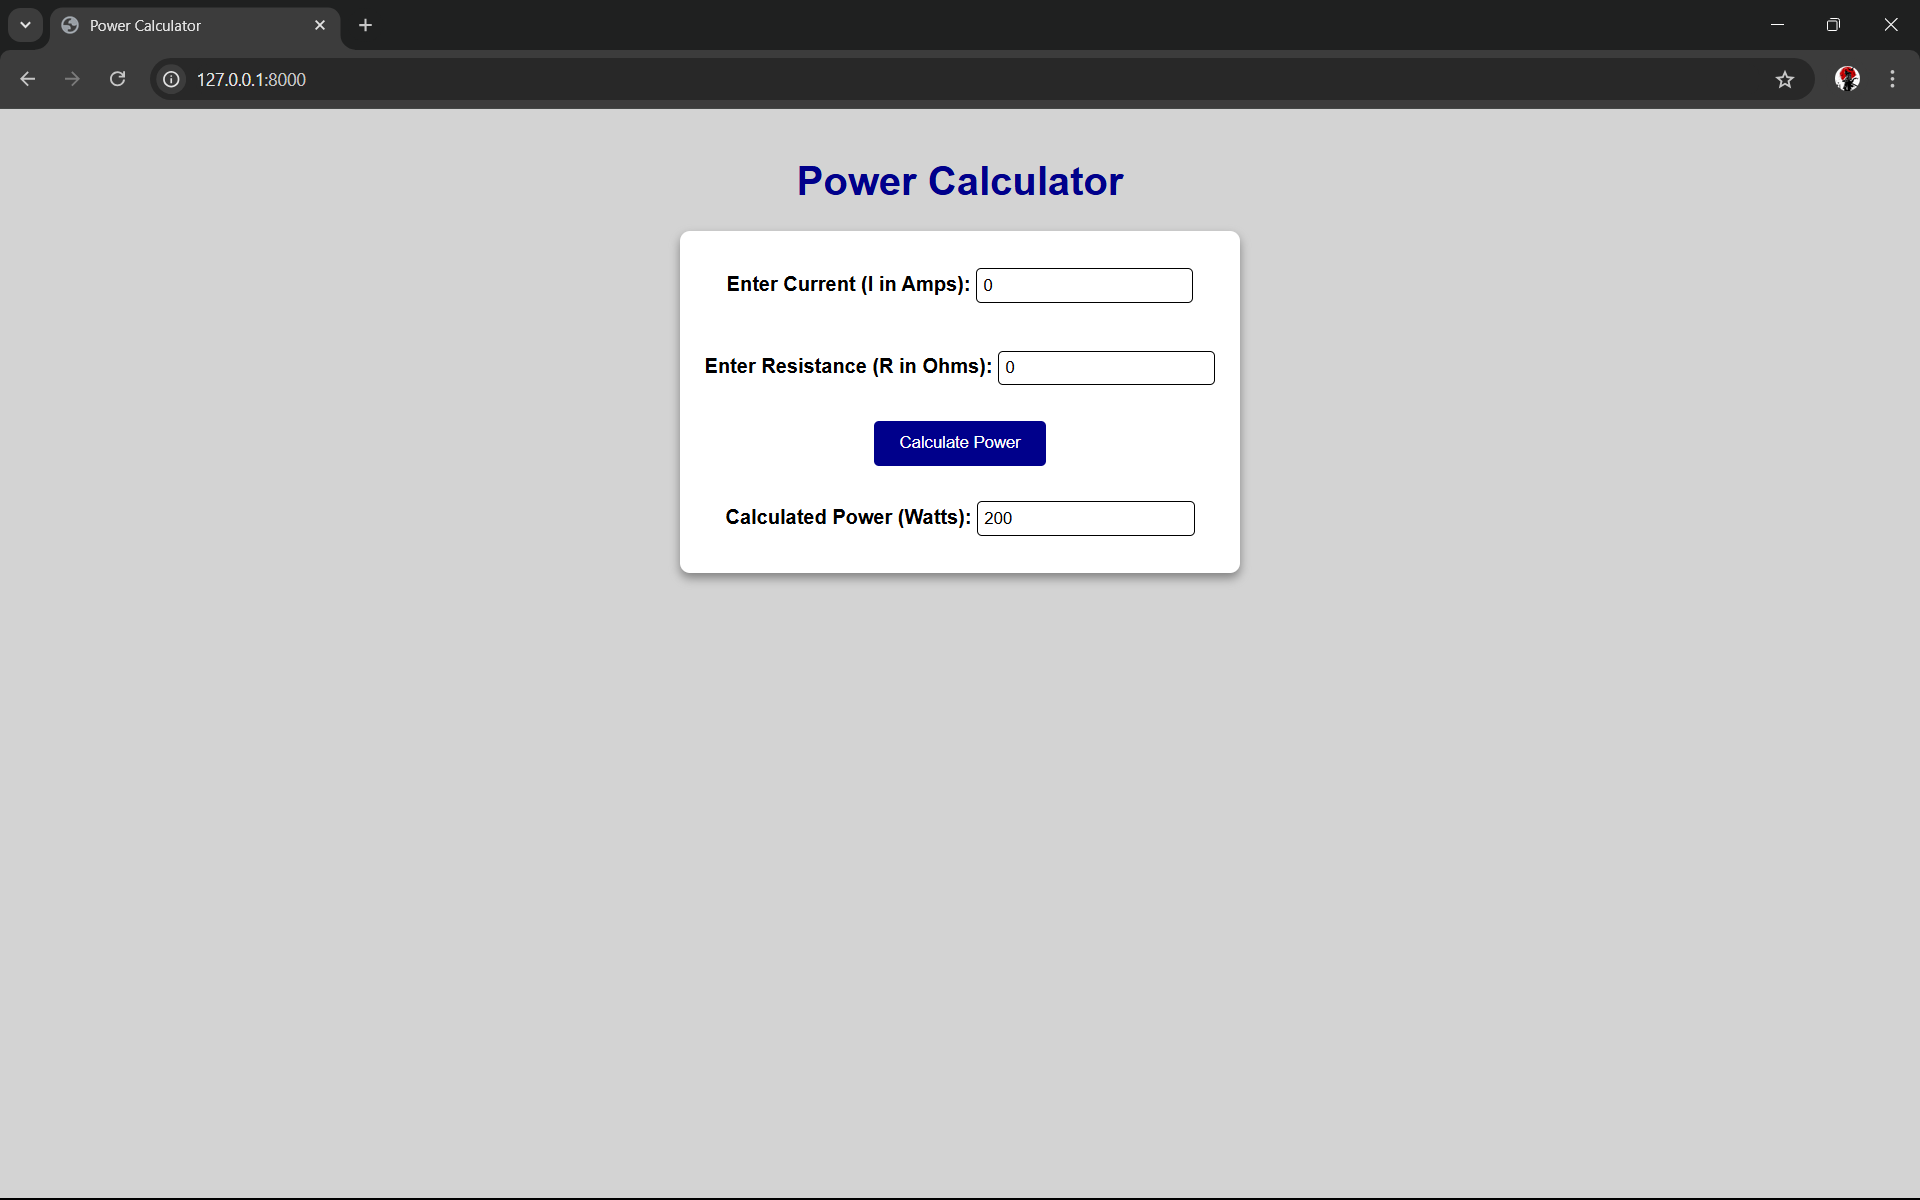 Power Calculator
127.0.0.1:8000
Power Calculator
Enter Current (I in Amps): 0
Enter Resistance (R in Ohms): 0
Calculate Power
Calculated Power (Watts): 200